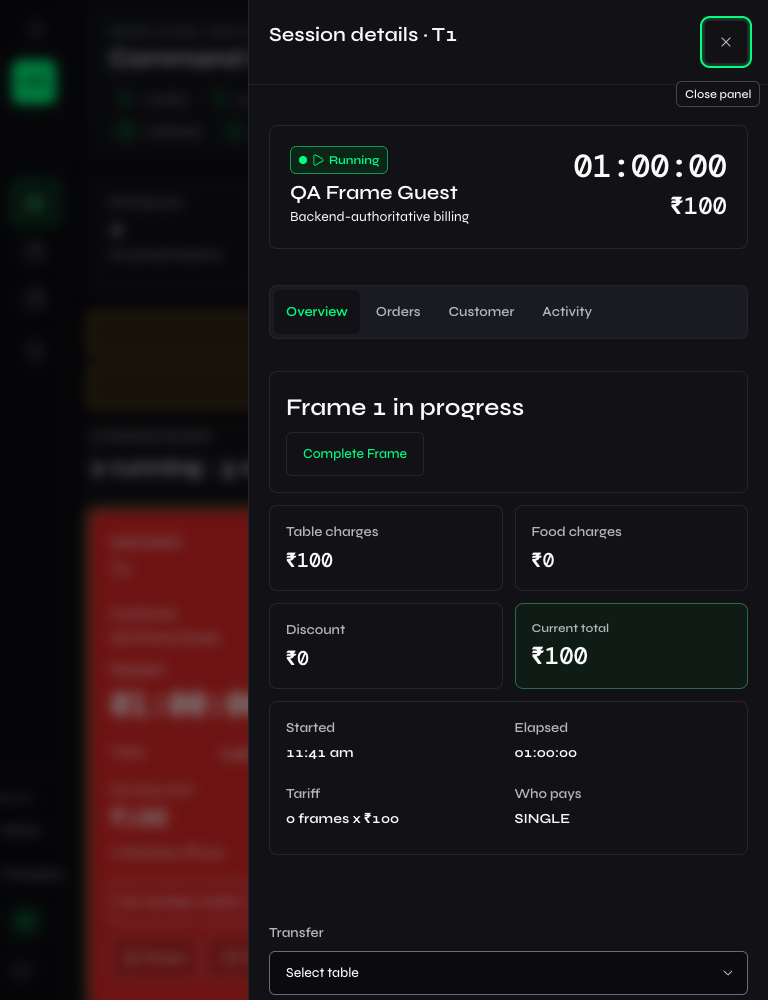 Session details · T1
Close panel
Running
01:00:00
QA Frame Guest
₹100
Backend-authoritative billing
Overview
Orders
Customer
Activity
Frame 1 in progress
Complete Frame
Table charges
₹100
Food charges
₹0
Discount
₹0
Current total
₹100
Started
11:41 am
Elapsed
01:00:00
Tariff
0 frames x ₹100
Who pays
SINGLE
Transfer
Select table